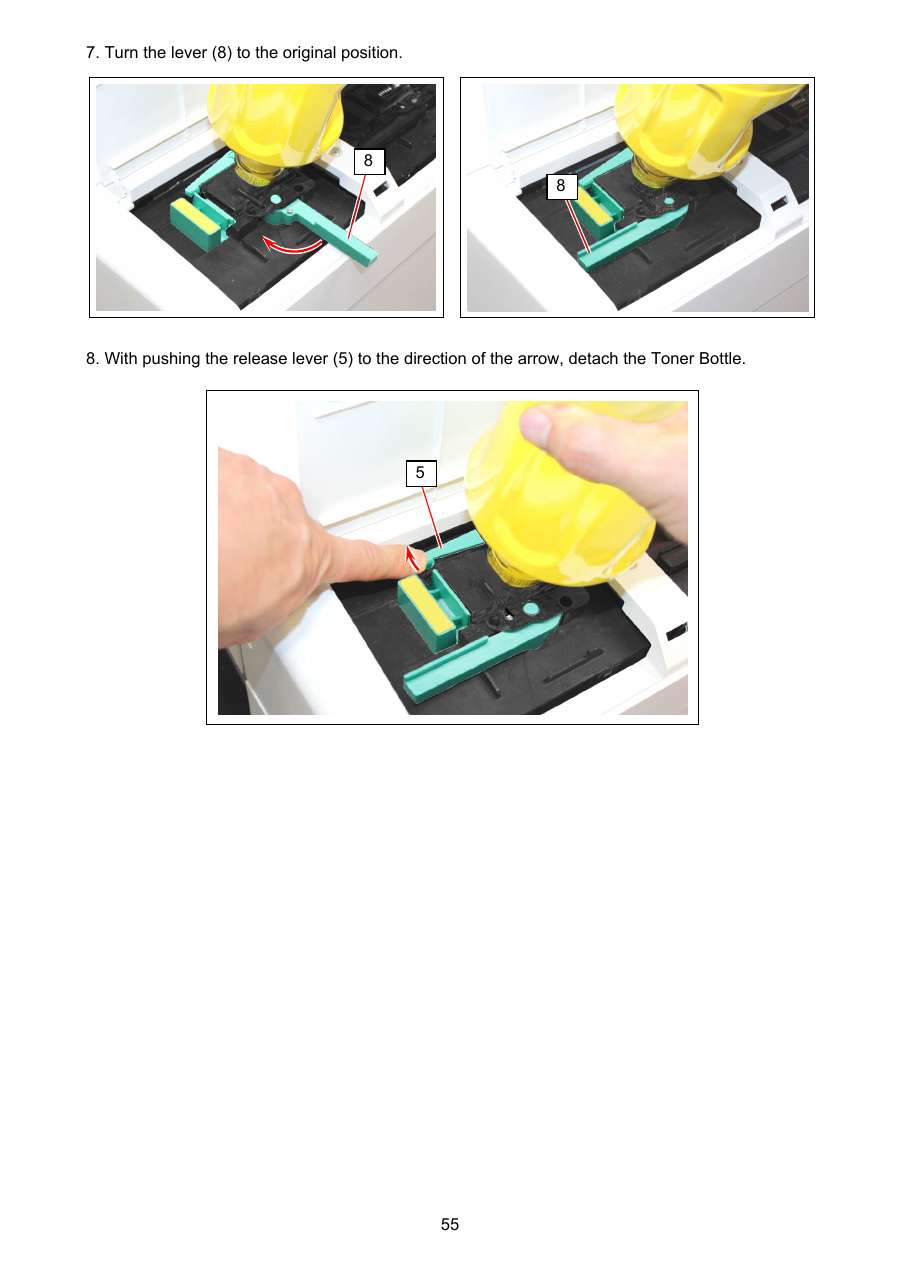 7. Turn the lever (8) to the original position.
8
8
8. With pushing the release lever (5) to the direction of the arrow, detach the Toner Bottle.
5
55